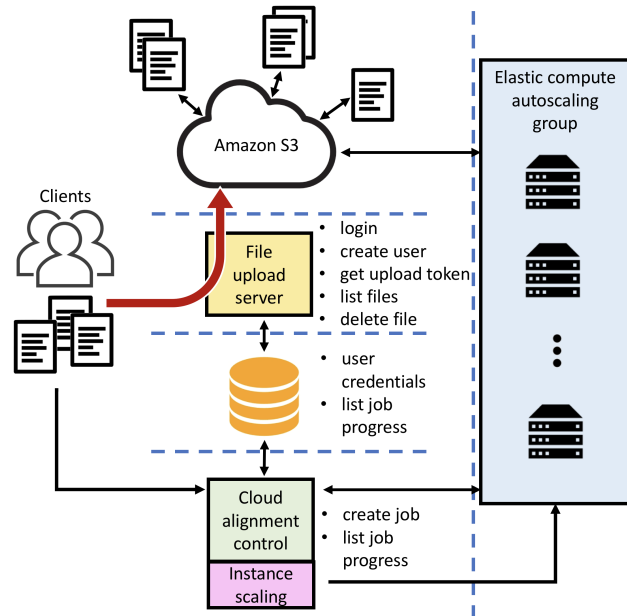 Amazon S3
Elastic compute
autoscaling
group
Clients
File
upload
server
• login
• create user
• get upload token
• list files
• delete file
• user
credentials
• list job
progress
Cloud
alignment
control
• create job
• list job
progress
Instance
scaling